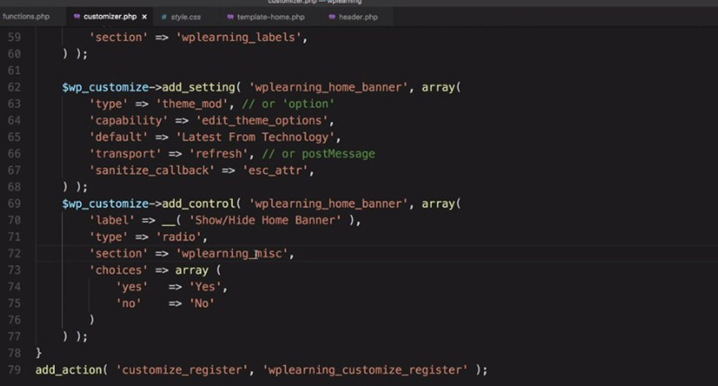 customizer.php — wplearning
functions.php customizer.php × style.css template-home.php header.php
59 'section' => 'wplearning_labels',
60 ) );
61
62 $wp_customize->add_setting( 'wplearning_home_banner', array(
63 'type' => 'theme_mod', // or 'option'
64 'capability' => 'edit_theme_options',
65 'default' => 'Latest From Technology',
66 'transport' => 'refresh', // or postMessage
67 'sanitize_callback' => 'esc_attr',
68 ) );
69 $wp_customize->add_control( 'wplearning_home_banner', array(
70 'label' => __( 'Show/Hide Home Banner' ),
71 'type' => 'radio',
72 'section' => 'wplearning_misc',
73 'choices' => array (
74 'yes' => 'Yes',
75 'no' => 'No'
76 )
77 ) );
78 }
79 add_action( 'customize_register', 'wplearning_customize_register' );